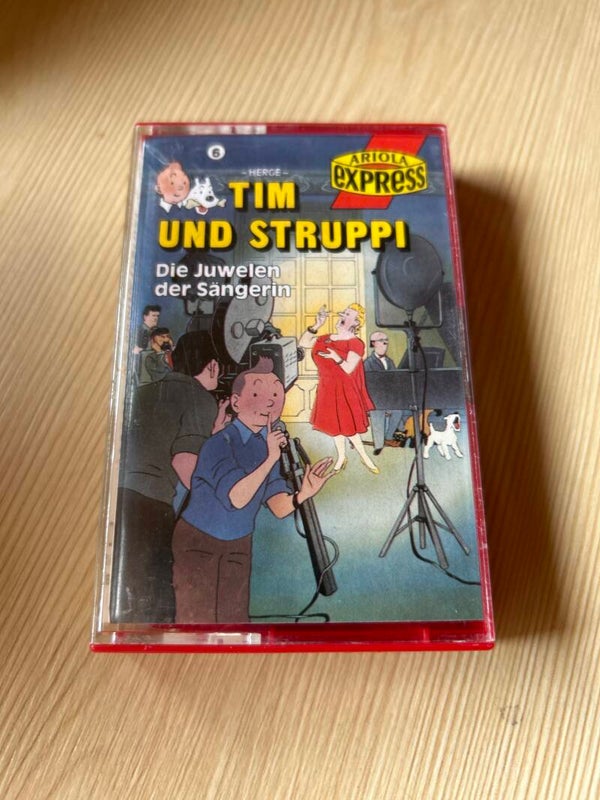 6
- HERGÉ -
ARIOLA
EXPRESS
TIM
UND STRUPPI
Die Juwelen
der Sängerin